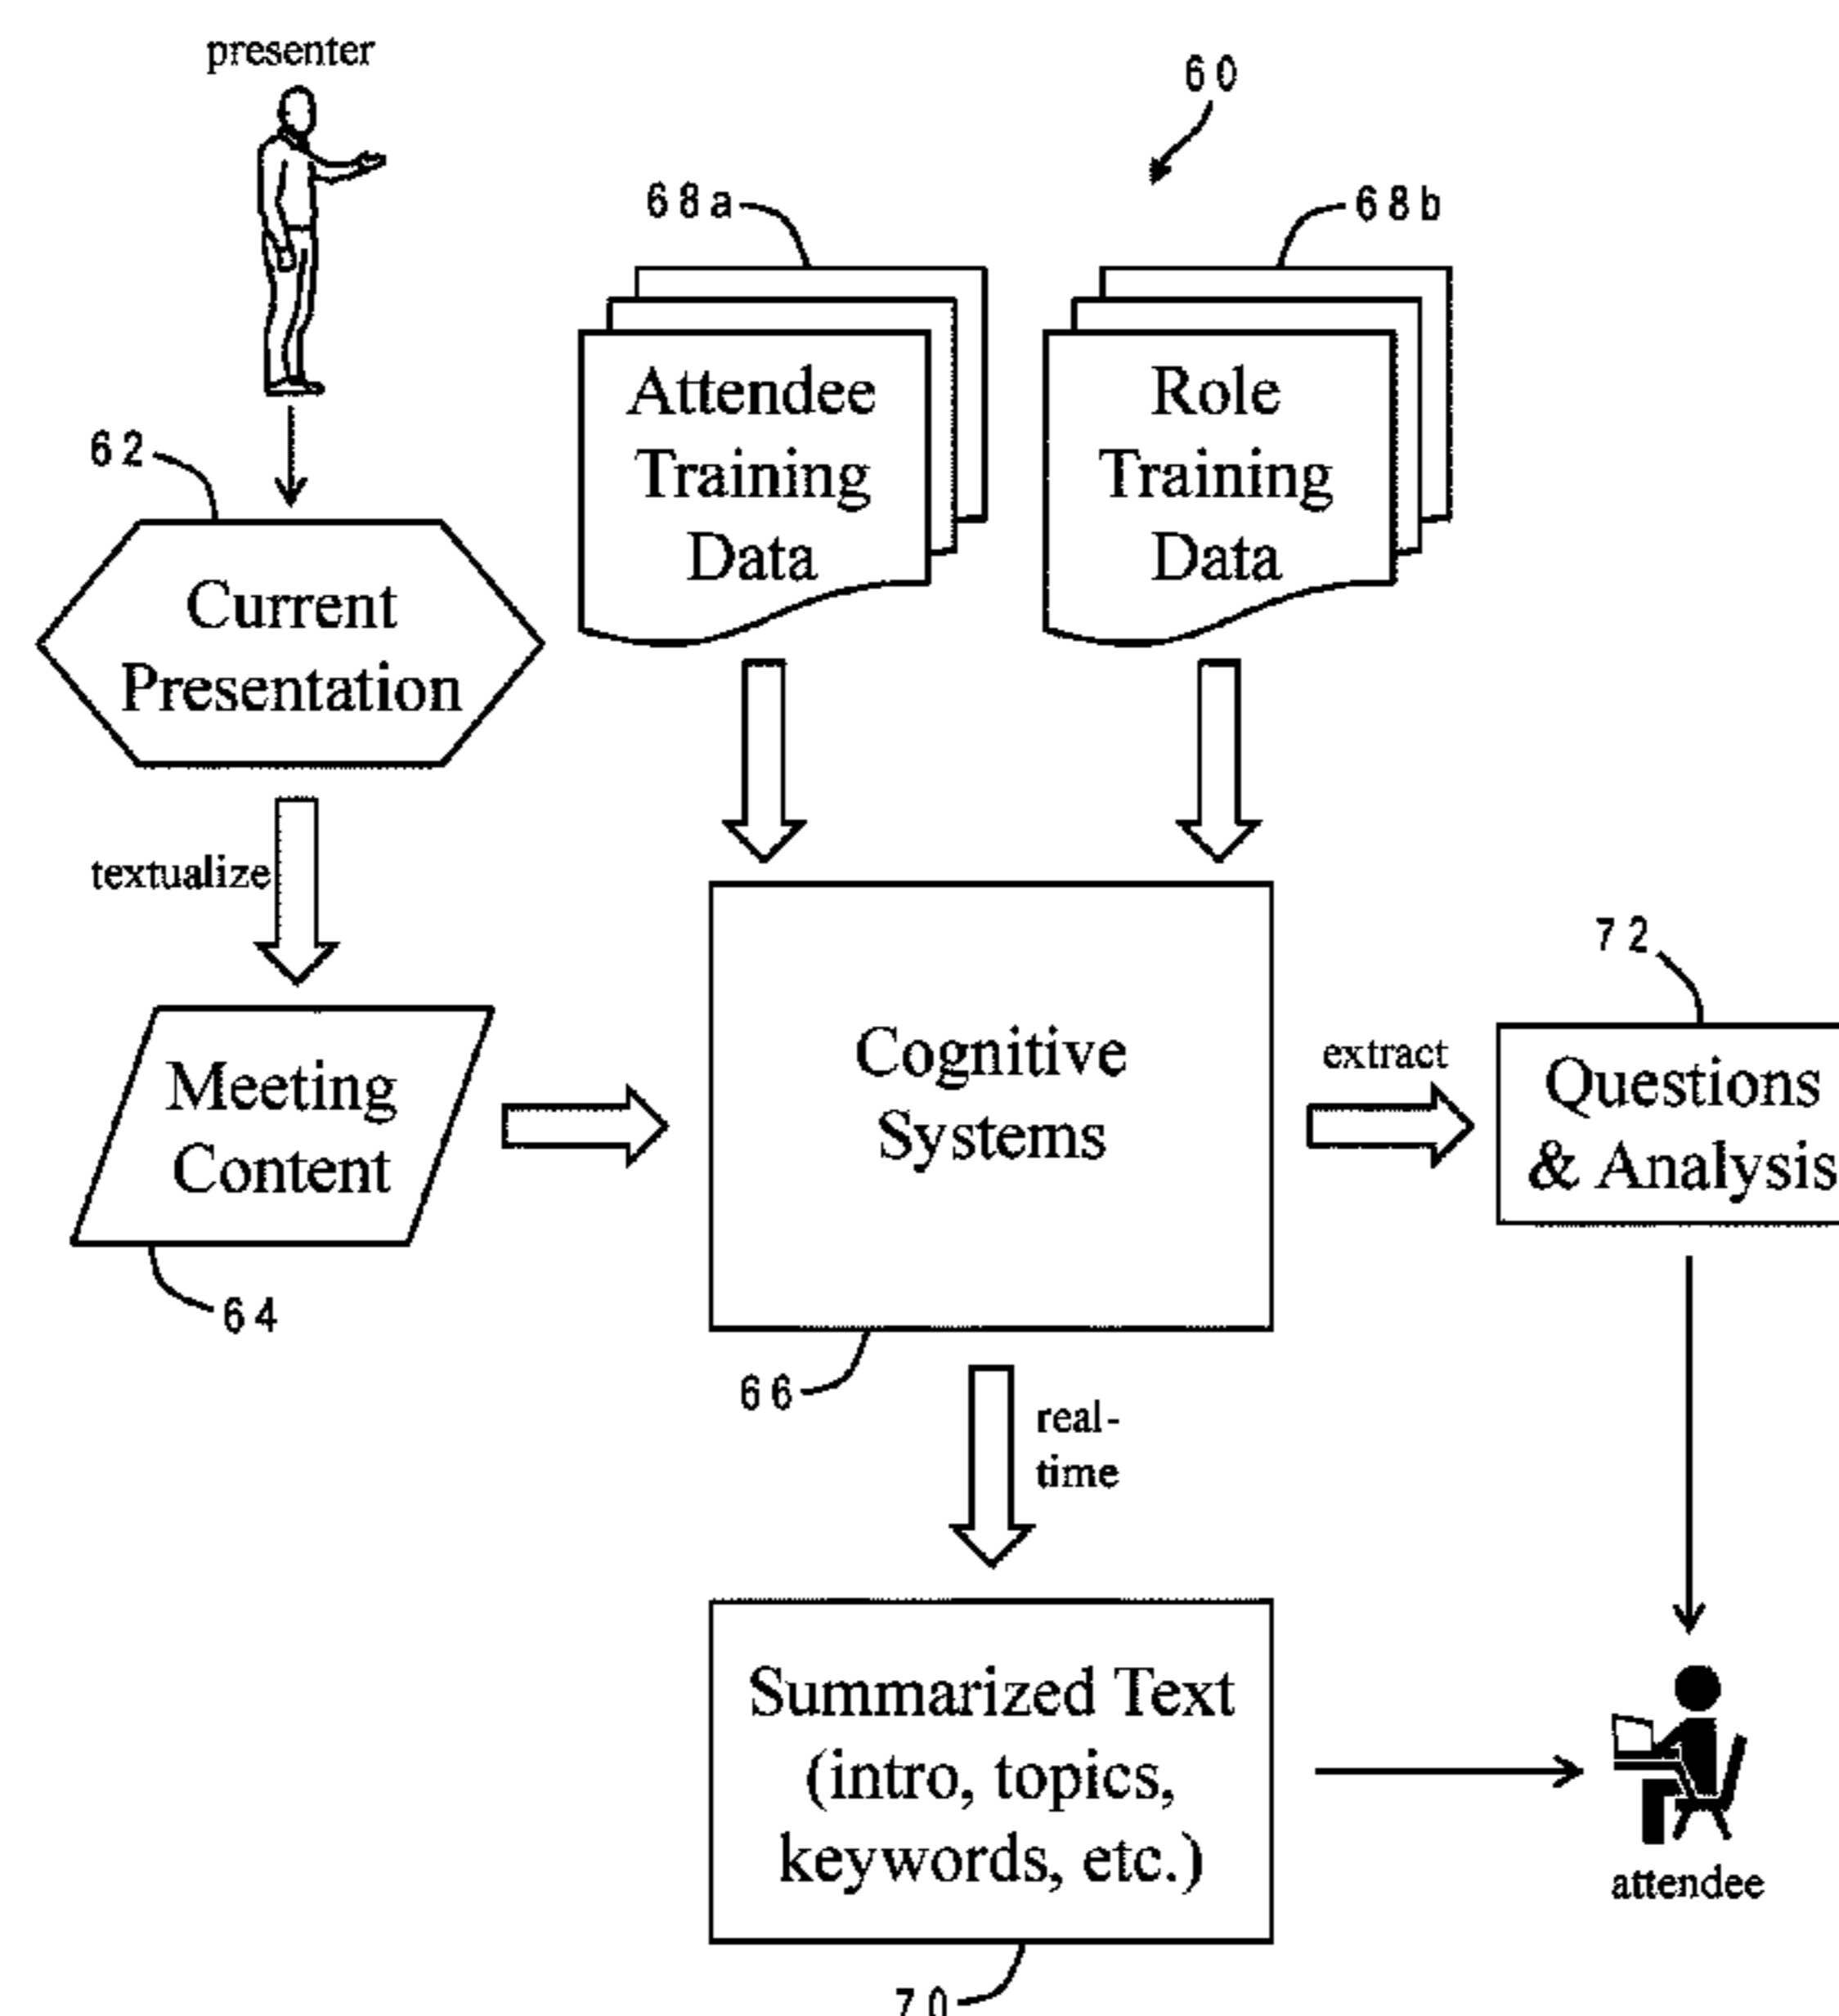 presenter
60
68a
68b
Attendee
Training
Data
Role
Training
Data
62
Current
Presentation
textualize
72
Meeting
Content
Cognitive
Systems
extract
Questions
& Analysis
64
66
real-
time
Summarized Text
(intro, topics,
keywords, etc.)
attendee
70